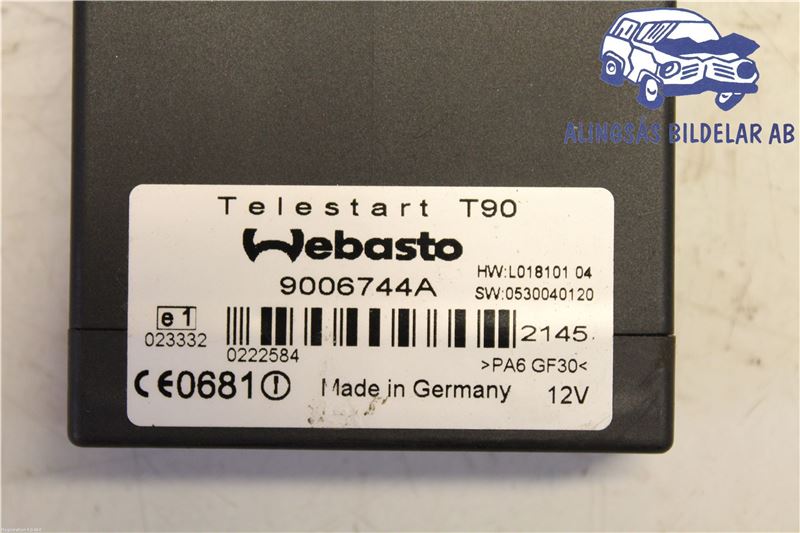 ALINGSÅS BILDELAR AB
Telestart T90
Webasto
9006744A
HW:L018101 04
SW:0530040120
e1
023332
0222584
2145
>PA6 GF30<
CE0681
Made in Germany
12V